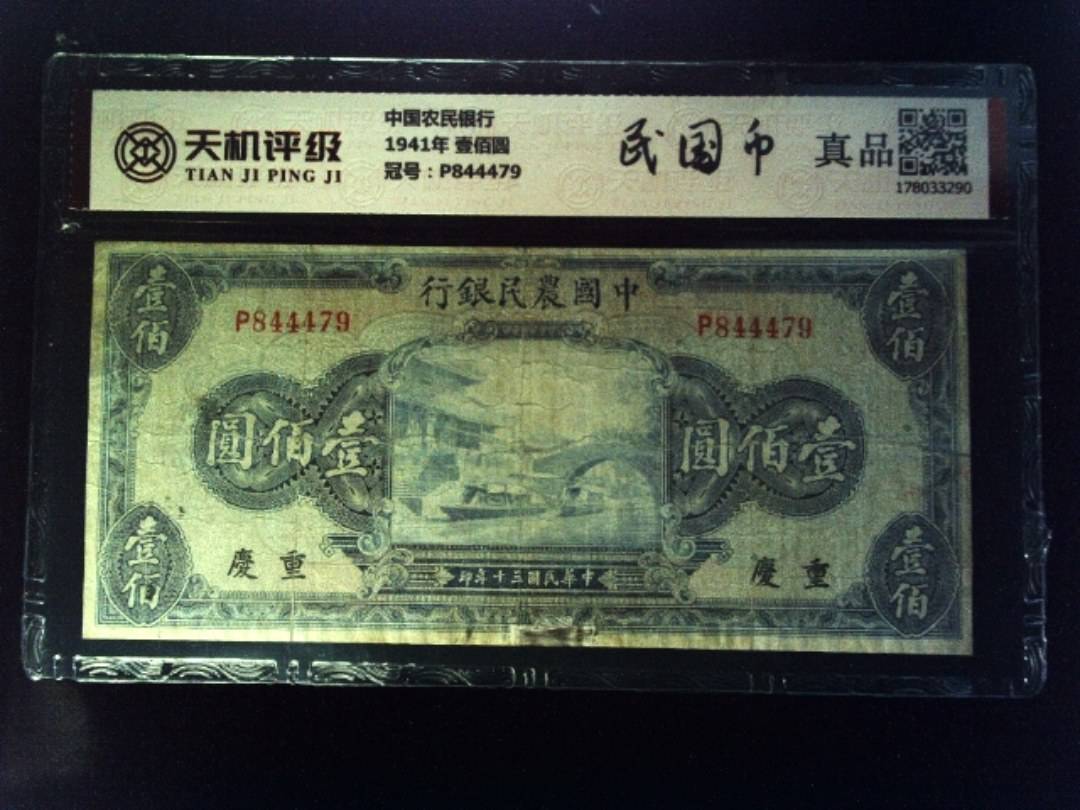 天机评级
TIAN JI PING JI
中国农民银行
1941年 壹佰圆
冠号：P844479
民国币
真品
178033290
行銀民農國中
壹佰
壹佰
P844479
P844479
圓佰壹
圓佰壹
慶重
慶重
印年十三國民華中
壹佰
壹佰